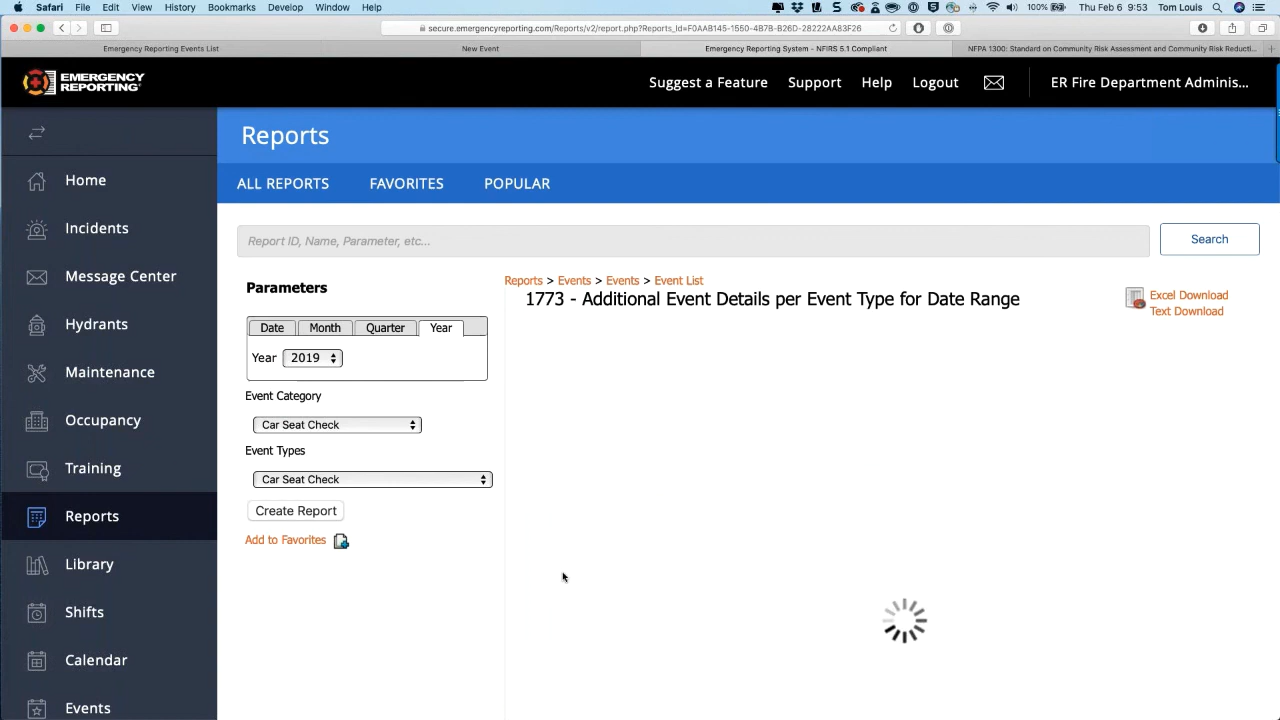 Safari File Edit View History Bookmarks Develop Window Help 100% Thu Feb 6 9:53 Tom Louis
secure.emergencyreporting.com/Reports/v2/report.php?Reports_Id=F0AAB145-1550-4B7B-B26D-28222AA83F26
Emergency Reporting Events List New Event Emergency Reporting System - NFIRS 5.1 Compliant NFPA 1300: Standard on Community Risk Assessment and Community Risk Reducti...
EMERGENCY
REPORTING
Suggest a Feature Support Help Logout ER Fire Department Adminis...
Reports
ALL REPORTS FAVORITES POPULAR
Report ID, Name, Parameter, etc...
Search
Home
Incidents
Message Center
Hydrants
Maintenance
Occupancy
Training
Reports
Library
Shifts
Calendar
Events
Parameters
Date Month Quarter Year
Year 2019
Event Category
Car Seat Check
Event Types
Car Seat Check
Create Report
Add to Favorites
Reports > Events > Events > Event List
1773 - Additional Event Details per Event Type for Date Range
Excel Download
Text Download